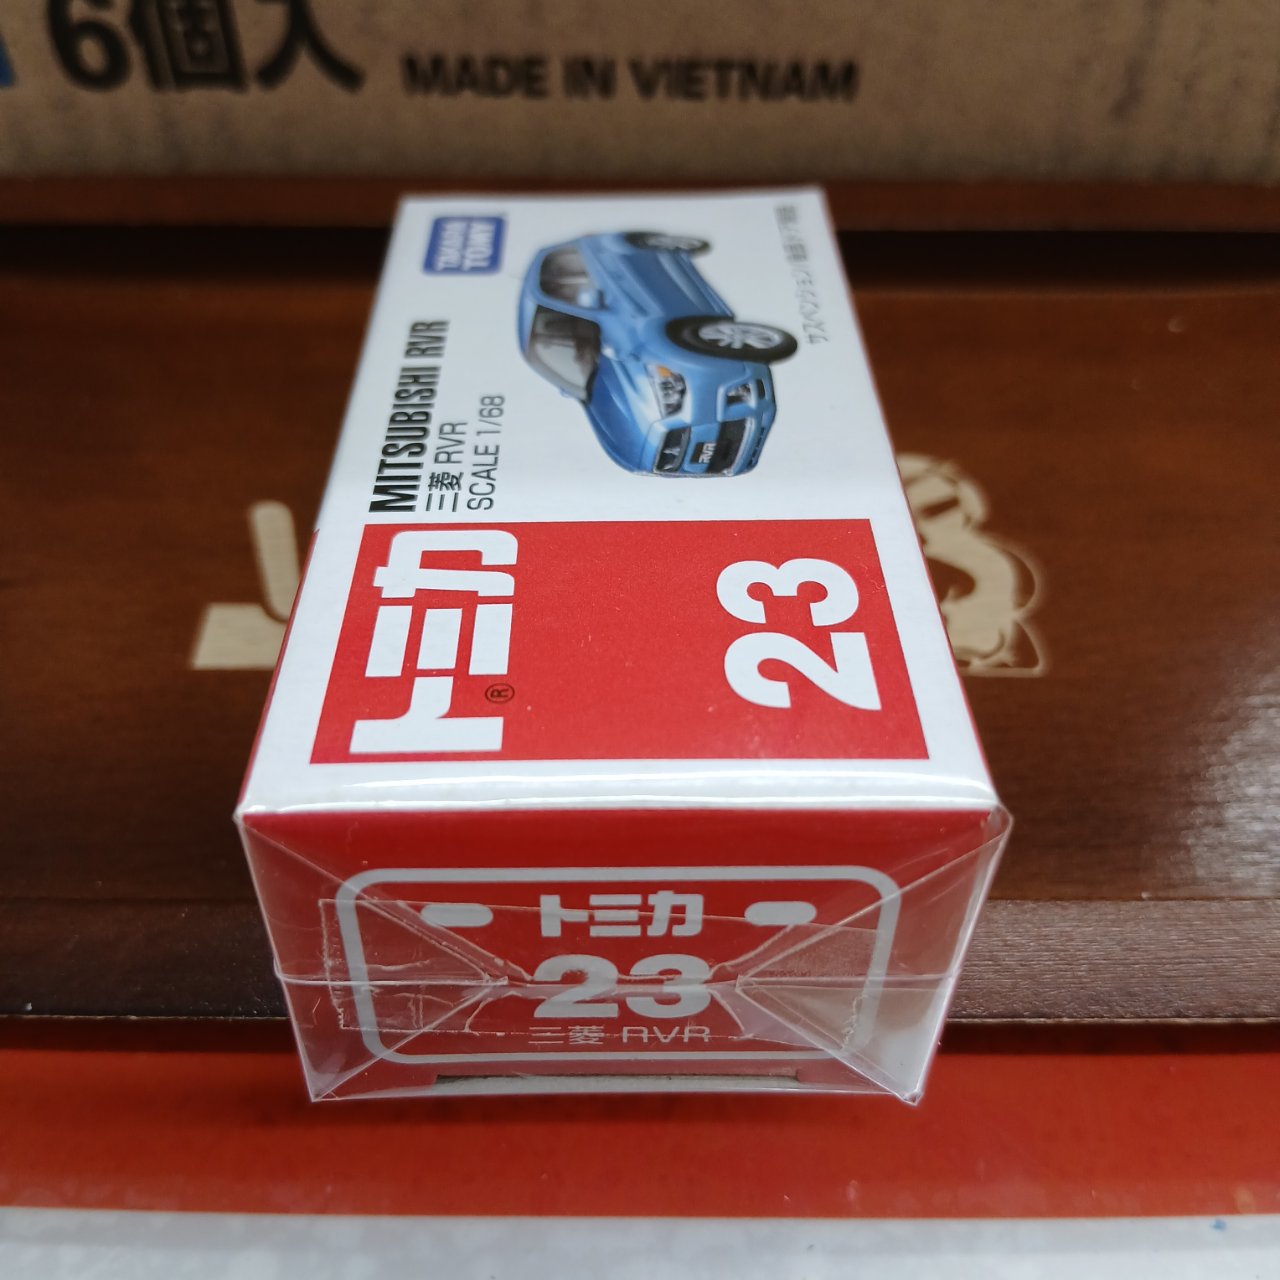 6個入
MADE IN VIETNAM
TAKARA
TOMY
MITSUBISHI RVR
三菱 RVR
SCALE 1/68
RVR
トミカ®
23
トミカ
23
三菱 RVR